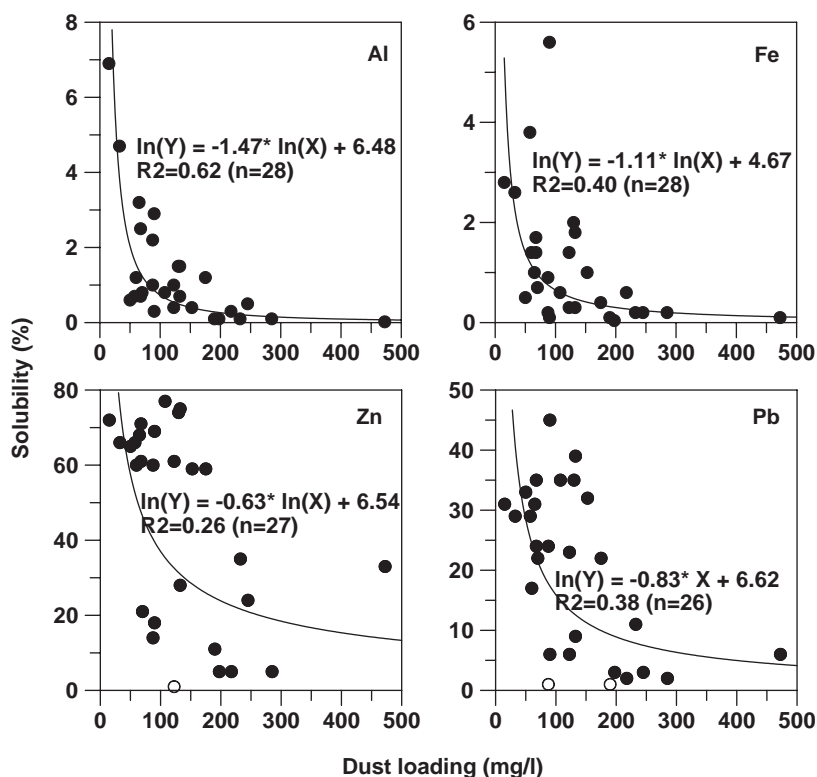 8
6
4
2
0
Al
ln(Y) = -1.47* ln(X) + 6.48
R2=0.62 (n=28)
0 100 200 300 400 500
6
4
2
0
Fe
ln(Y) = -1.11* ln(X) + 4.67
R2=0.40 (n=28)
0 100 200 300 400 500
Solubility (%)
80
60
40
20
0
Zn
ln(Y) = -0.63* ln(X) + 6.54
R2=0.26 (n=27)
0 100 200 300 400 500
50
40
30
20
10
0
Pb
ln(Y) = -0.83* X + 6.62
R2=0.38 (n=26)
0 100 200 300 400 500
Dust loading (mg/l)